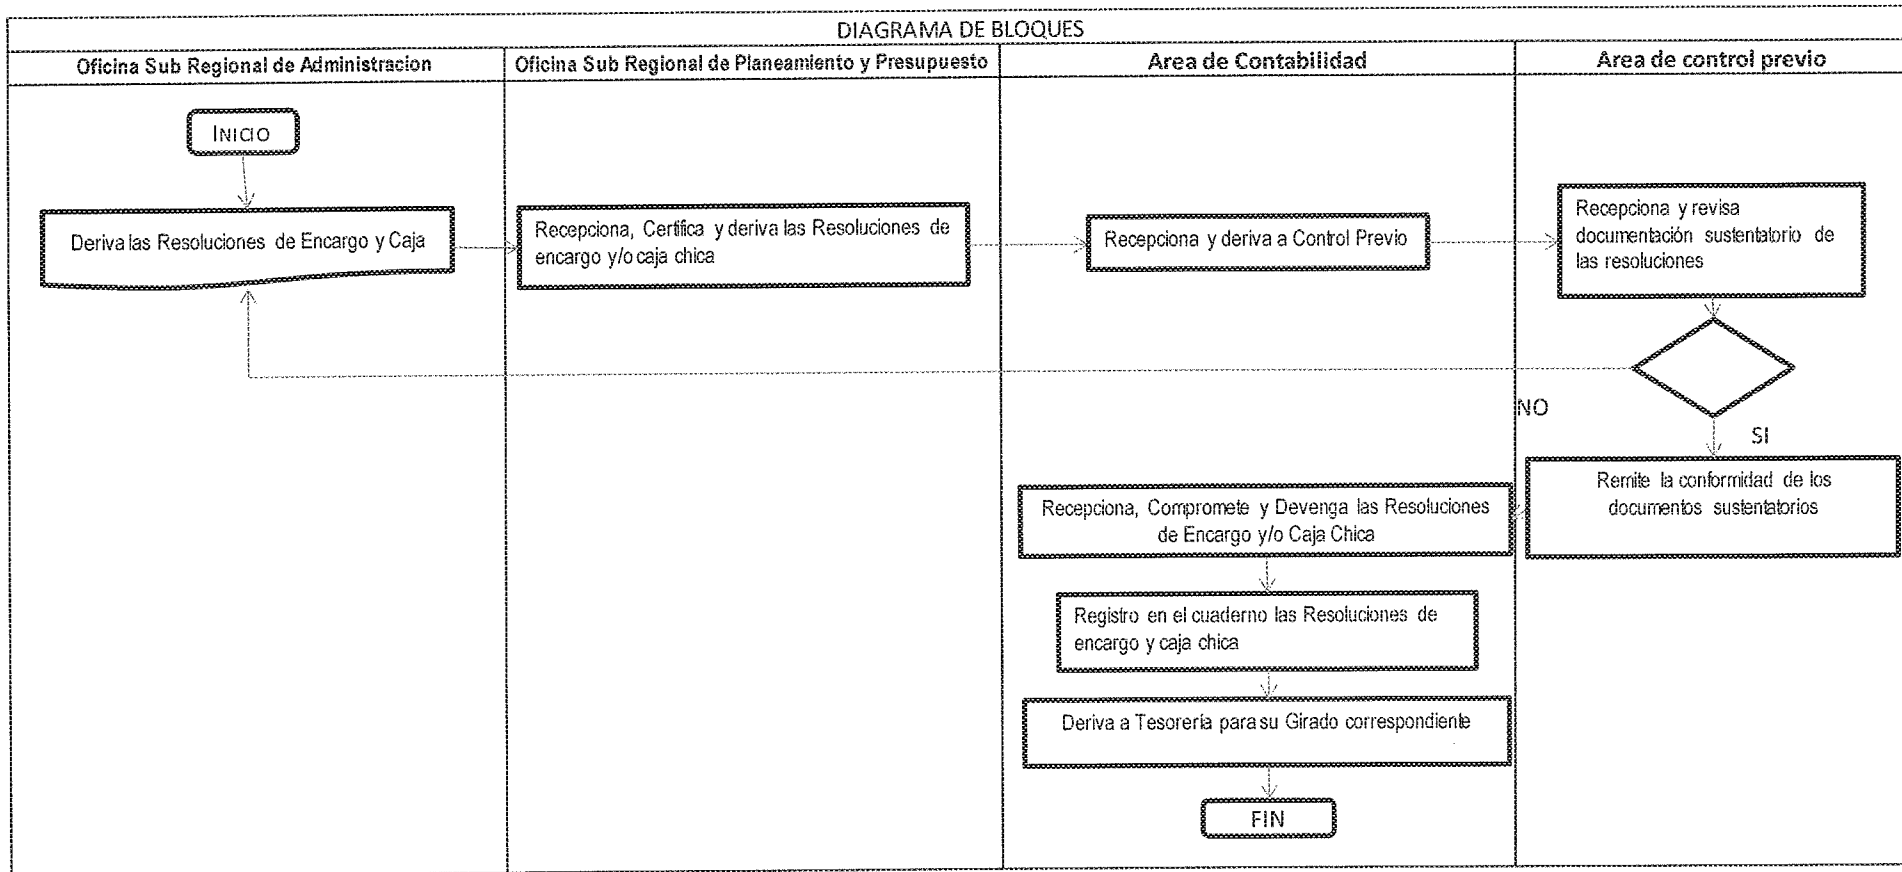 DIAGRAMA DE BLOQUES
Oficina Sub Regional de Administracion
Oficina Sub Regional de Planeamiento y Presupuesto
Area de Contabilidad
Area de control previo
INICIO
Deriva las Resoluciones de Encargo y Caja
Recepciona, Certifica y deriva las Resoluciones de
encargo y/o caja chica
Recepciona y deriva a Control Previo
Recepciona y revisa
documentación sustentatorio de
las resoluciones
NO
SI
Remite la conformidad de los
documentos sustentatorios
Recepciona, Compromete y Devenga las Resoluciones
de Encargo y/o Caja Chica
Registro en el cuaderno las Resoluciones de
encargo y caja chica
Deriva a Tesorería para su Girado correspondiente
FIN